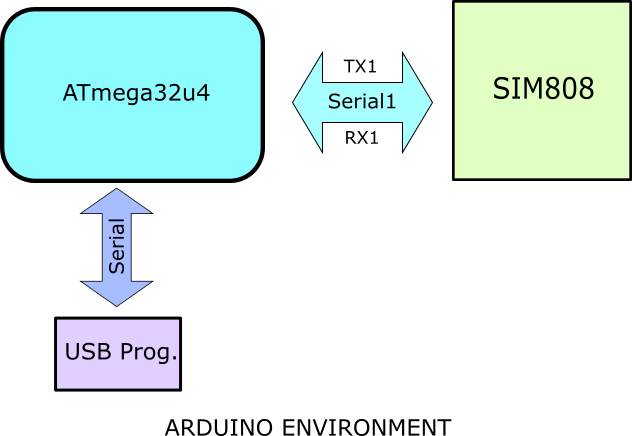 ATmega32u4
TX1
Serial1
RX1
SIM808
Serial
USB Prog.
ARDUINO ENVIRONMENT